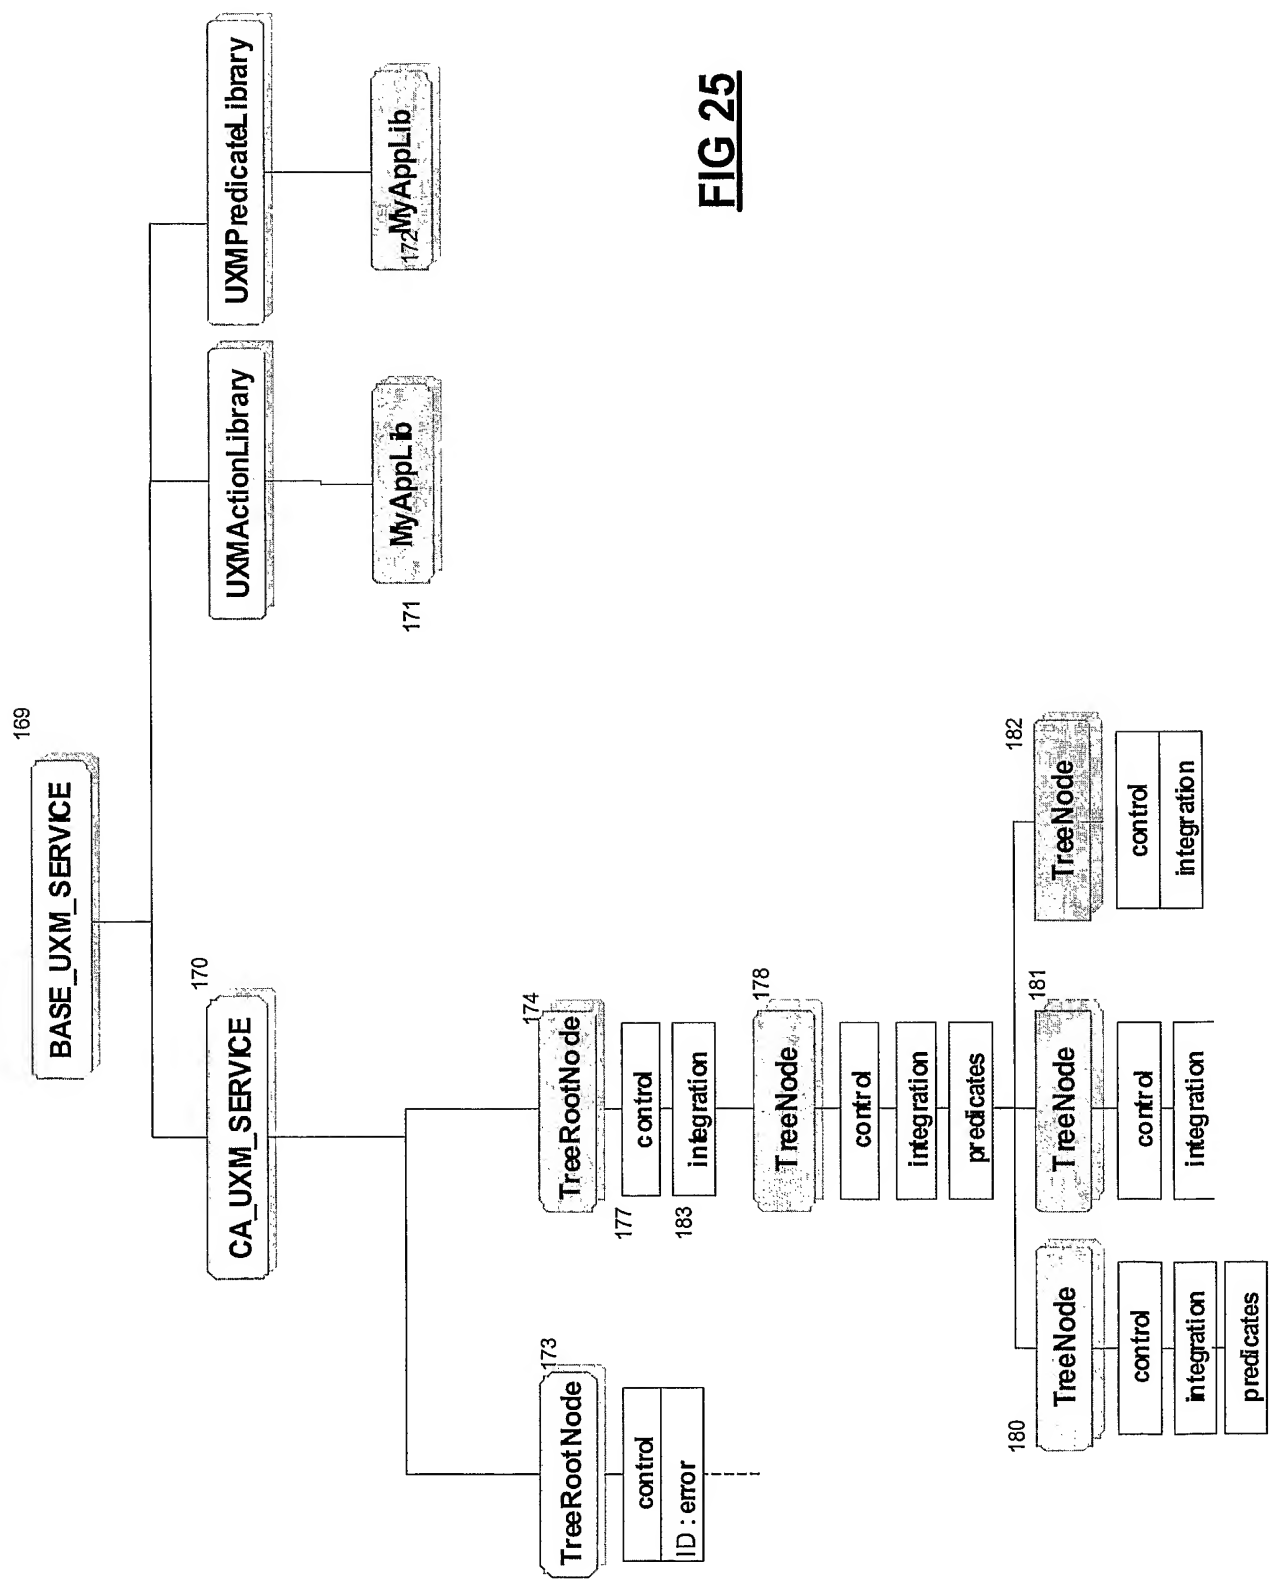 169
BASE_UXM_SERVICE
170
CA_UXM_SERVICE
UXMActionLibrary
UXMPredicateLibrary
171
MyAppLib
172
MyAppLib
173
TreeRootNode
control
ID : error
174
TreeRootNode
177
control
183
integration
178
TreeNode
control
integration
predicates
180
TreeNode
control
integration
predicates
181
TreeNode
control
integration
182
TreeNode
control
integration
FIG 25